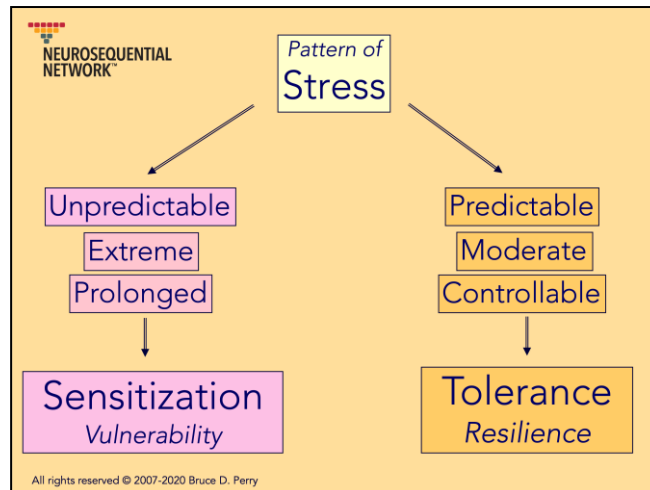 NEUROSEQUENTIAL
NETWORK™
Pattern of
Stress
Unpredictable
Extreme
Prolonged
Sensitization
Vulnerability
Predictable
Moderate
Controllable
Tolerance
Resilience
All rights reserved © 2007-2020 Bruce D. Perry